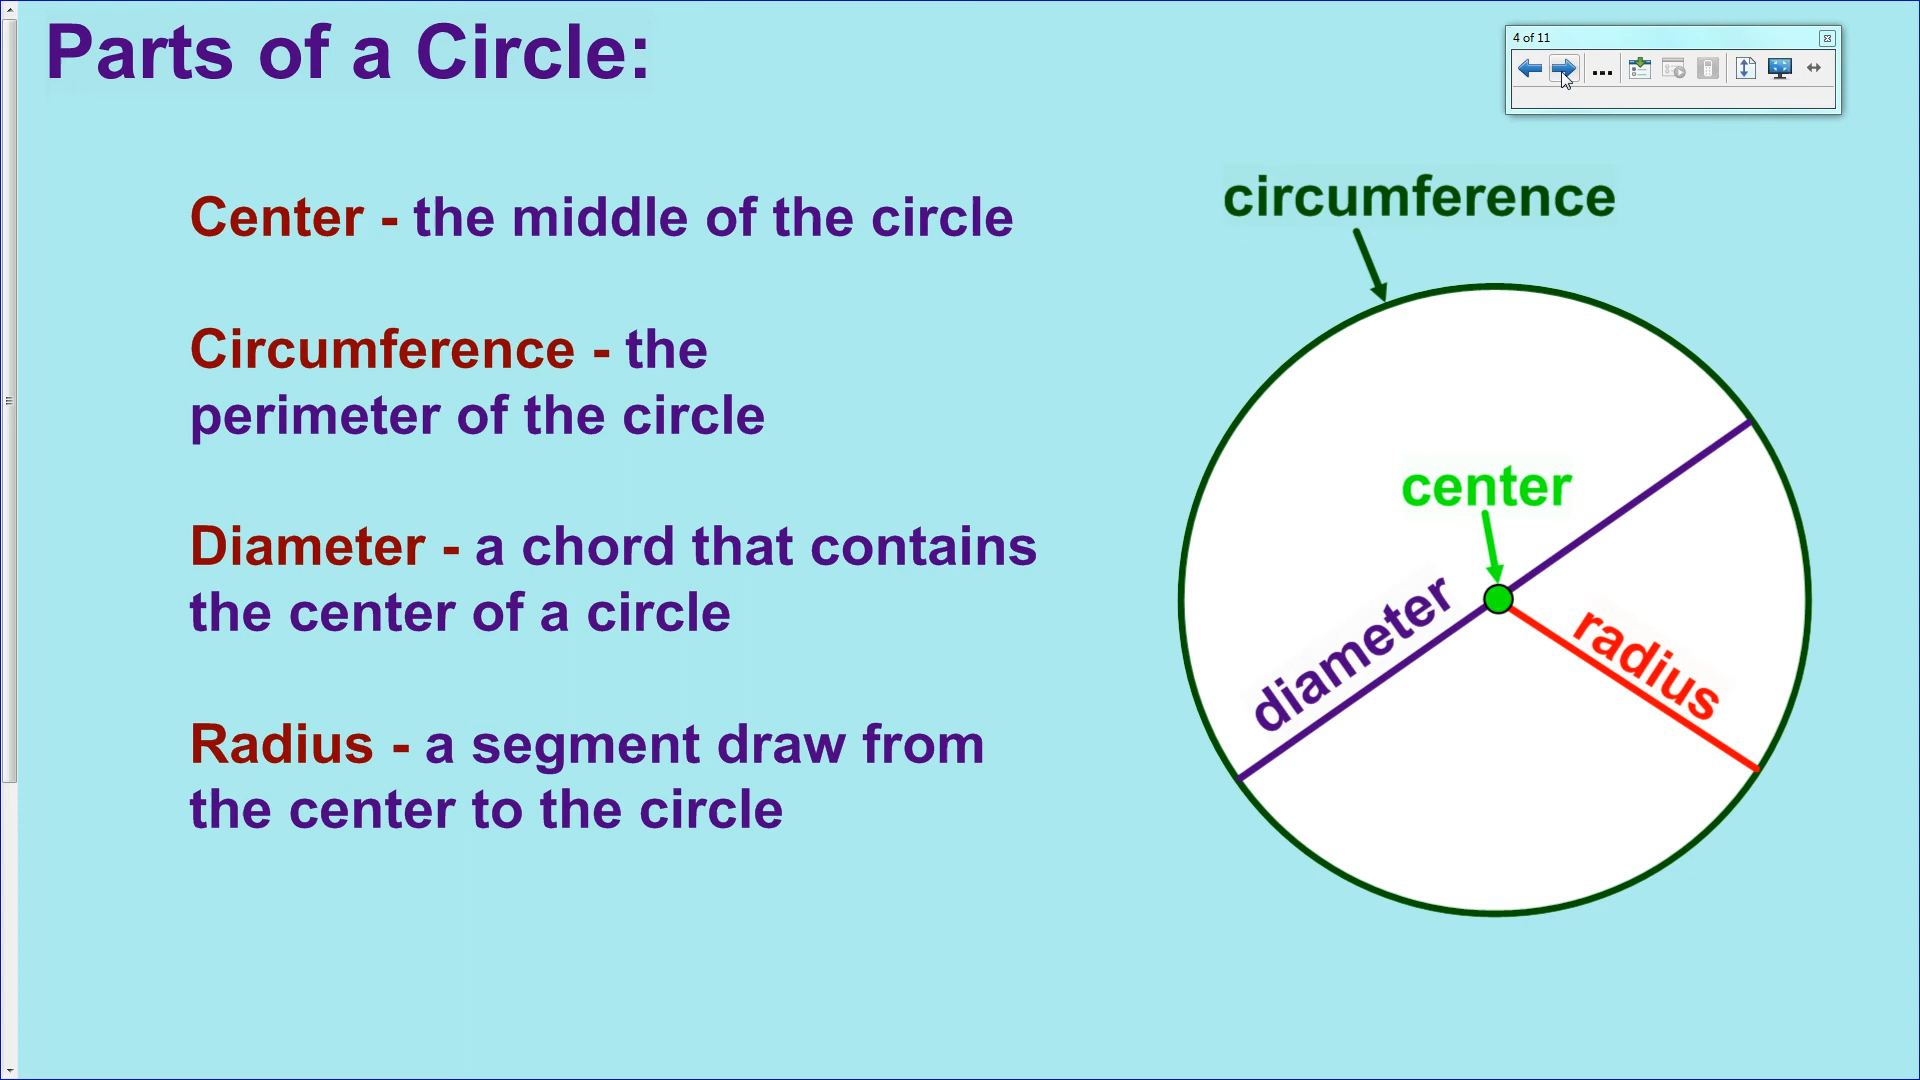 Parts of a Circle:
4 of 11
Center - the middle of the circle
Circumference - the
perimeter of the circle
Diameter - a chord that contains
the center of a circle
Radius - a segment draw from
the center to the circle
circumference
center
diameter
radius